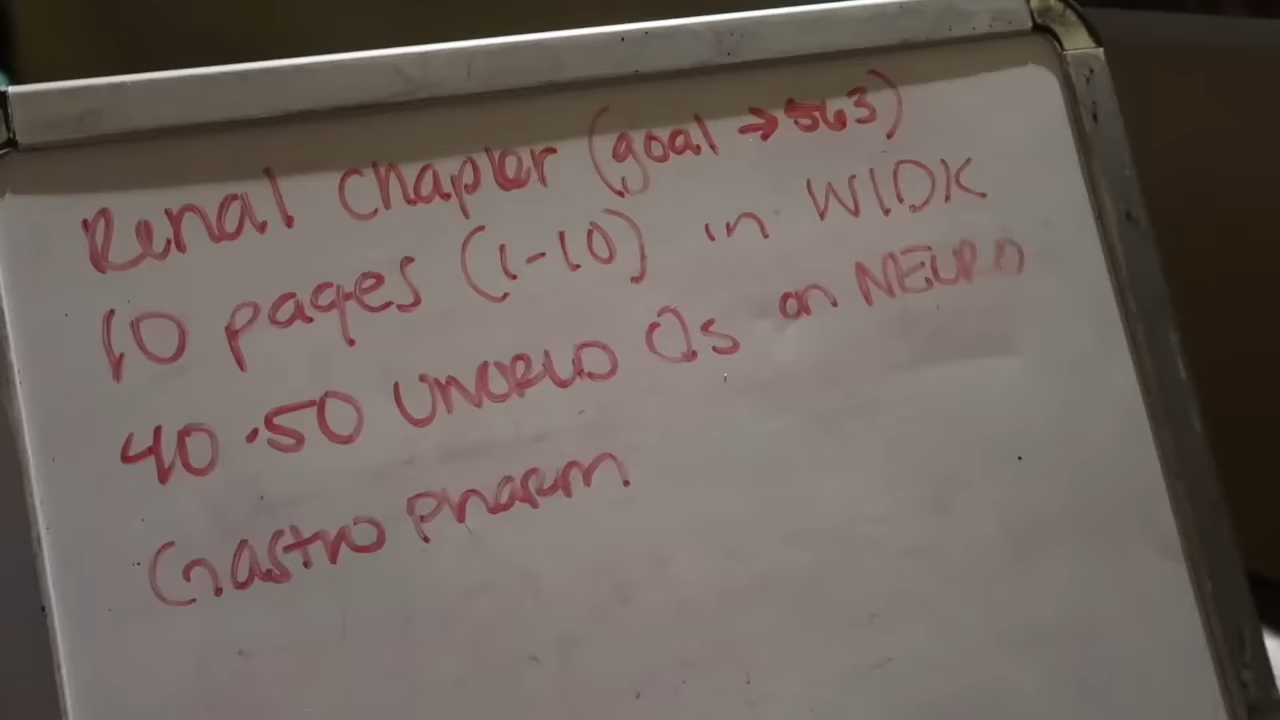 Renal Chapter (goal → 563)
10 pages (1-10) in WIDK
40-50 UWORLD Qs on NEURO
Gastro pharm